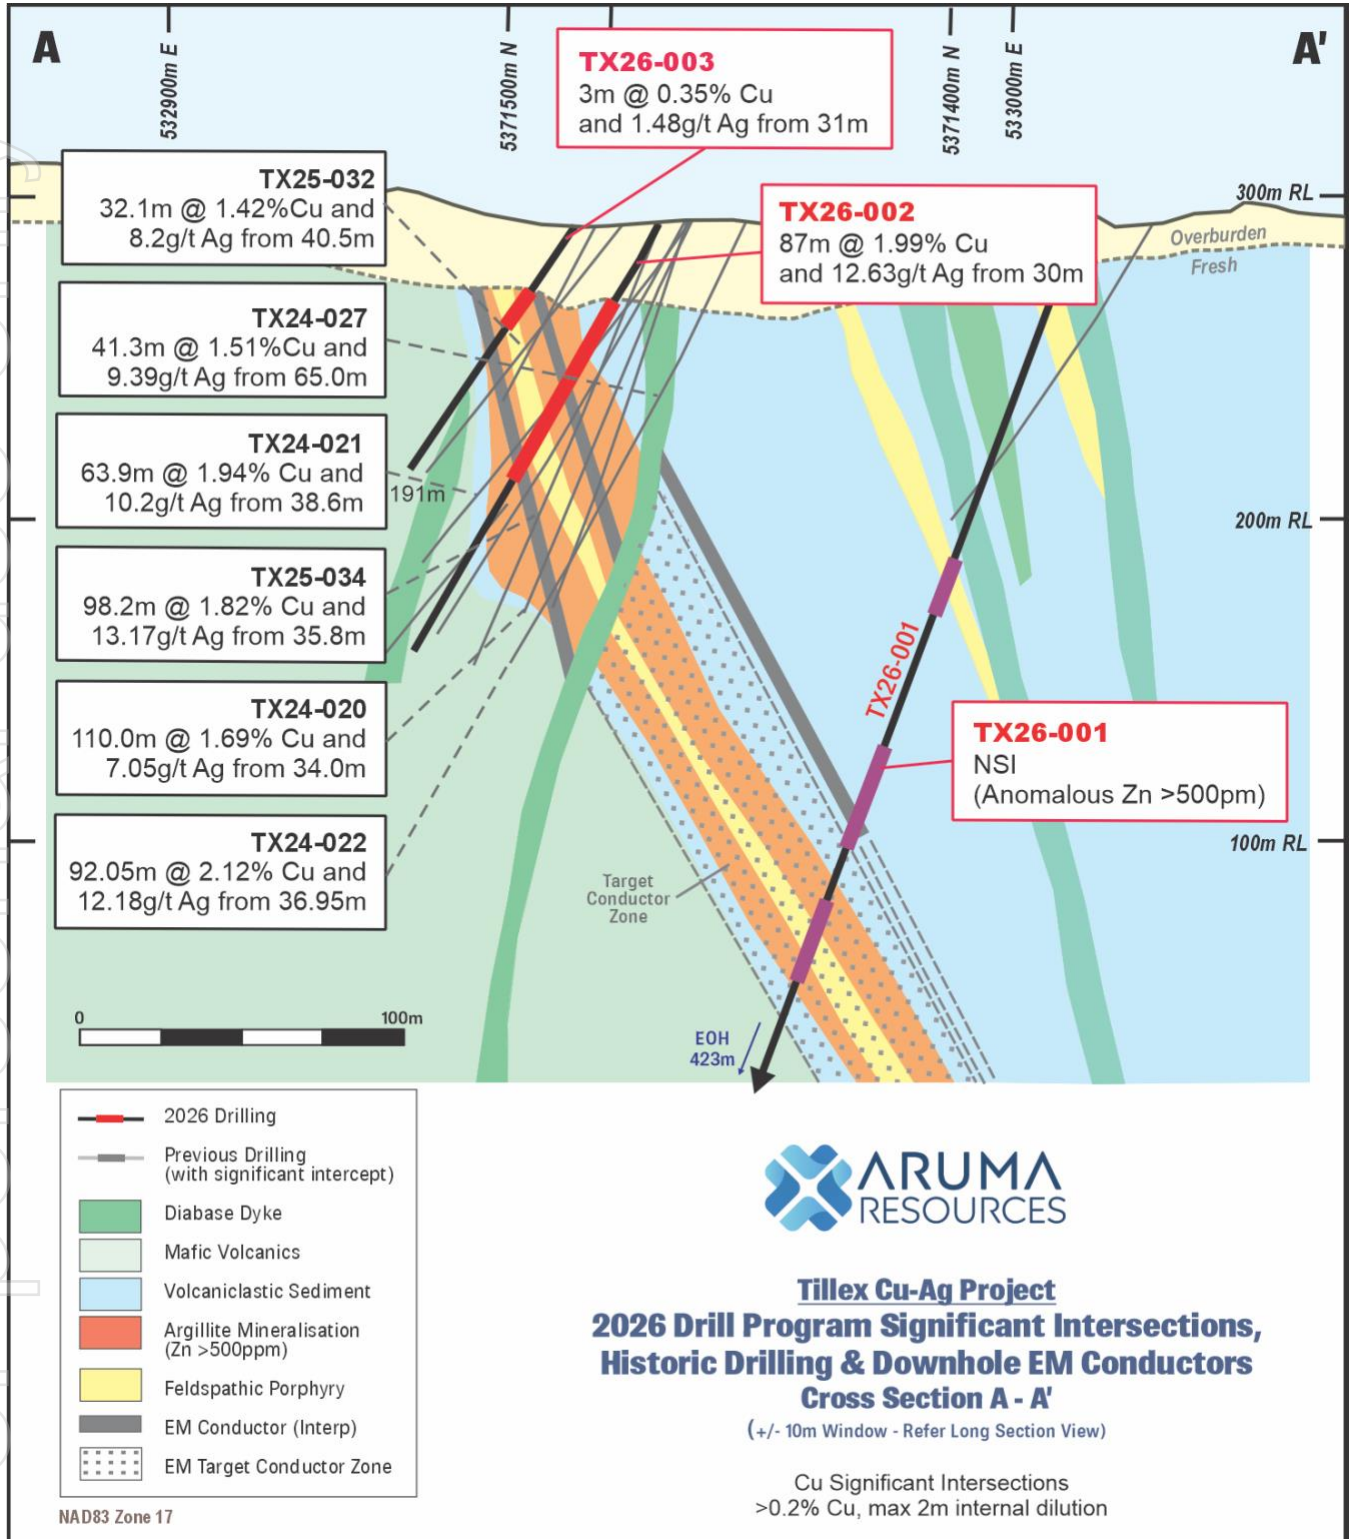 A
532900m E
5371500m N
5371400m N
533000m E
A'
TX26-003
3m @ 0.35% Cu
and 1.48g/t Ag from 31m
TX25-032
32.1m @ 1.42%Cu and
8.2g/t Ag from 40.5m
TX26-002
87m @ 1.99% Cu
and 12.63g/t Ag from 30m
300m RL
Overburden
Fresh
TX24-027
41.3m @ 1.51%Cu and
9.39g/t Ag from 65.0m
TX24-021
63.9m @ 1.94% Cu and
10.2g/t Ag from 38.6m
191m
200m RL
TX25-034
98.2m @ 1.82% Cu and
13.17g/t Ag from 35.8m
TX26-001
TX24-020
110.0m @ 1.69% Cu and
7.05g/t Ag from 34.0m
TX26-001
NSI
(Anomalous Zn >500pm)
TX24-022
92.05m @ 2.12% Cu and
12.18g/t Ag from 36.95m
100m RL
Target
Conductor
Zone
0 100m
EOH
423m
2026 Drilling
Previous Drilling
(with significant intercept)
Diabase Dyke
Mafic Volcanics
Volcaniclastic Sediment
Argillite Mineralisation
(Zn >500ppm)
Feldspathic Porphyry
EM Conductor (Interp)
EM Target Conductor Zone
NAD83 Zone 17
ARUMA
RESOURCES
Tillex Cu-Ag Project
2026 Drill Program Significant Intersections,
Historic Drilling & Downhole EM Conductors
Cross Section A - A'
(+/- 10m Window - Refer Long Section View)
Cu Significant Intersections
>0.2% Cu, max 2m internal dilution